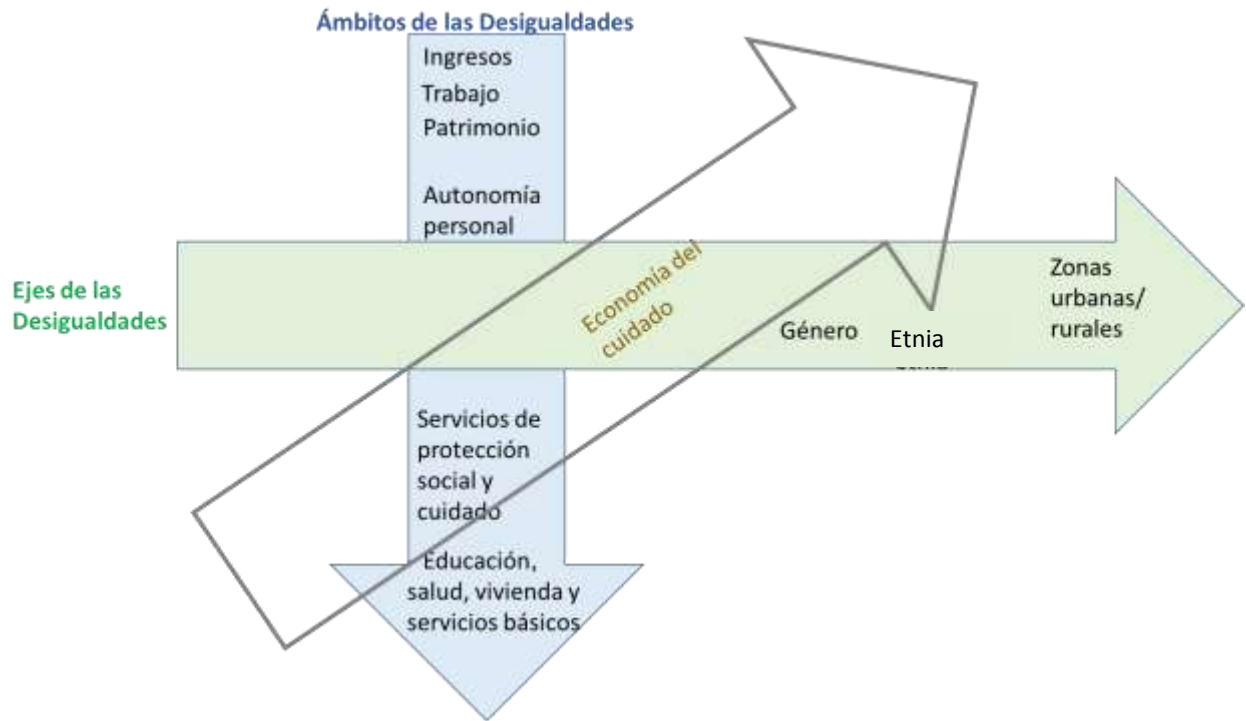 Ámbitos de las Desigualdades
Ingresos
Trabajo
Patrimonio
Autonomía
personal
Ejes de las
Desigualdades
Economía del
cuidado
Género
Etnia
Zonas
urbanas/
rurales
Servicios de
protección
social y
cuidado
Educación,
salud, vivienda y
servicios básicos